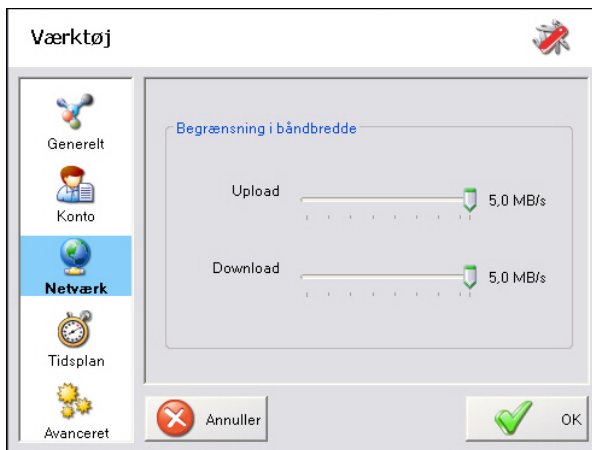 Værktøj
Generelt
Konto
Netværk
Tidsplan
Avanceret
Begrænsning i båndbredde
Upload
5,0 MB/s
Download
5,0 MB/s
Annuller
OK